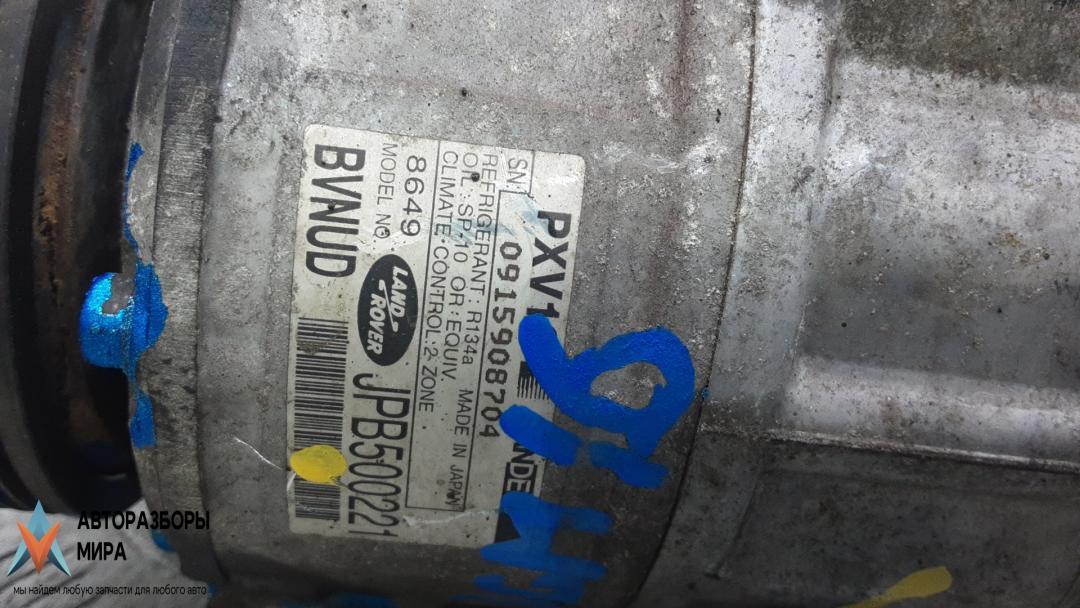 PXV1
SN: 0915908704
REFRIGERANT: R134a MADE IN JAPAN
OIL: SP-10 OR EQUIV.
CLIMATE CONTROL: 2-ZONE
8649
MODEL NO
LAND
ROVER
BVNUD
JPB500221
АВТОРАЗБОРЫ
МИРА
мы найдем любую запчасти для любого авто